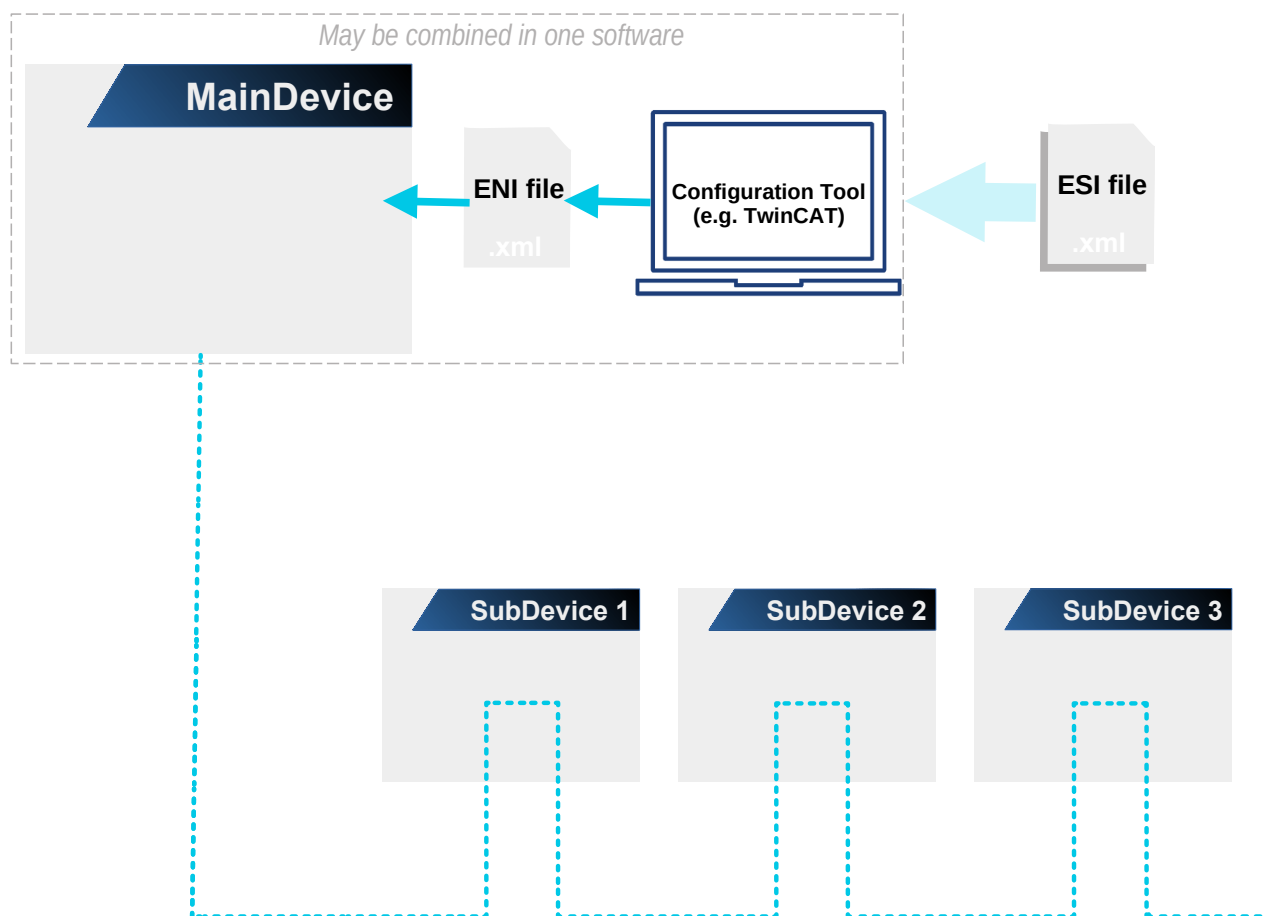 May be combined in one software
MainDevice
ENI file
.xml
Configuration Tool
(e.g. TwinCAT)
ESI file
.xml
SubDevice 1
SubDevice 2
SubDevice 3